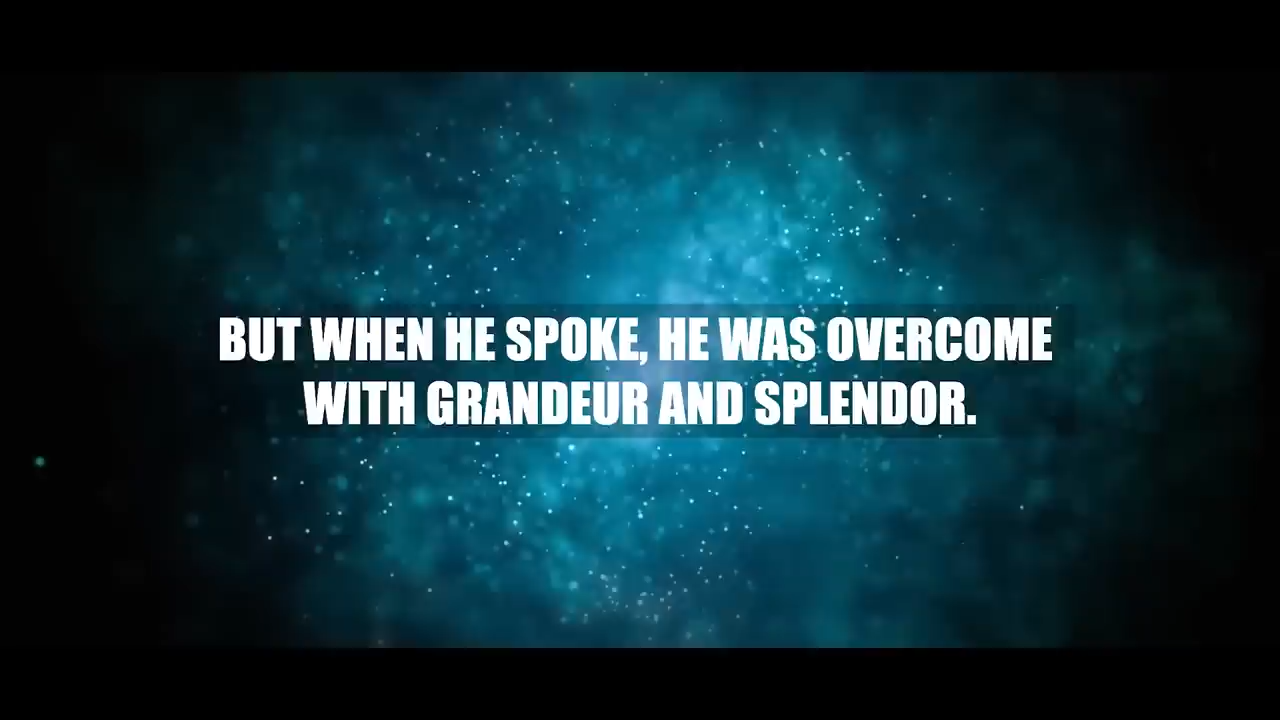 BUT WHEN HE SPOKE, HE WAS OVERCOME
WITH GRANDEUR AND SPLENDOR.